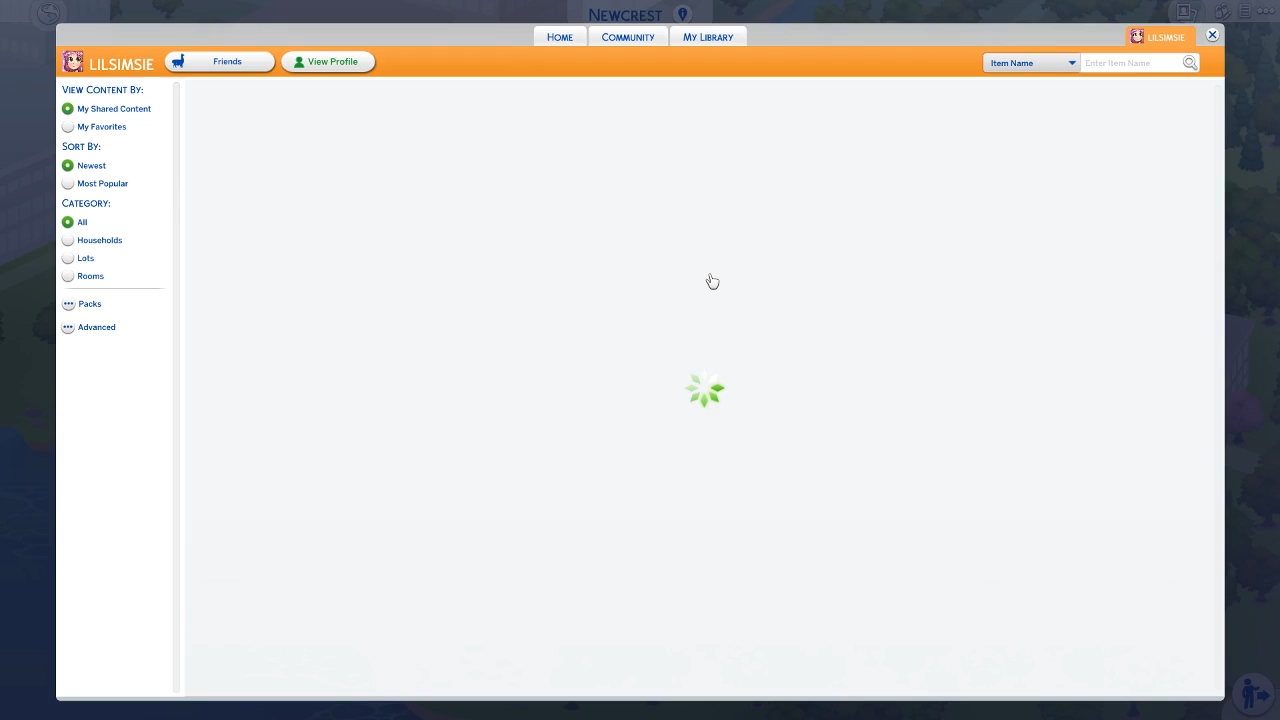 NEWCREST
HOME
COMMUNITY
MY LIBRARY
LILSIMSIE
LILSIMSIE
Friends
View Profile
Item Name
Enter Item Name
VIEW CONTENT BY:
My Shared Content
My Favorites
SORT BY:
Newest
Most Popular
CATEGORY:
All
Households
Lots
Rooms
Packs
Advanced